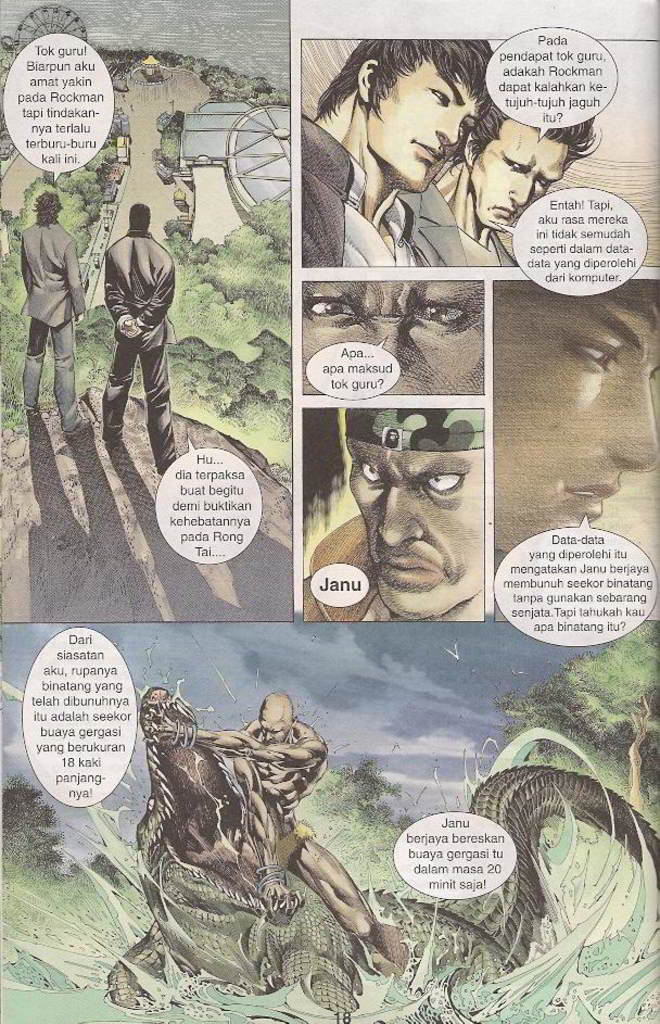 Tok guru!
Biarpun aku
amat yakin
pada Rockman
tapi tindakan-
nya terlalu
terburu-buru
kali ini.
Hu...
dia terpaksa
buat begitu
demi buktikan
kehebatannya
pada Rong
Tai....
Pada
pendapat tok guru,
adakah Rockman
dapat kalahkan ke-
tujuh-tujuh jaguh
itu?
Entah! Tapi,
aku rasa mereka
ini tidak semudah
seperti dalam data-
data yang diperolehi
dari komputer.
Apa...
apa maksud
tok guru?
Janu
Data-data
yang diperolehi itu
mengatakan Janu berjaya
membunuh seekor binatang
tanpa gunakan sebarang
senjata.Tapi tahukah kau
apa binatang itu?
Dari
siasatan
aku, rupanya
binatang yang
telah dibunuhnya
itu adalah seekor
buaya gergasi
yang berukuran
18 kaki
panjang-
nya!
Janu
berjaya bereskan
buaya gergasi tu
dalam masa 20
minit saja!
18